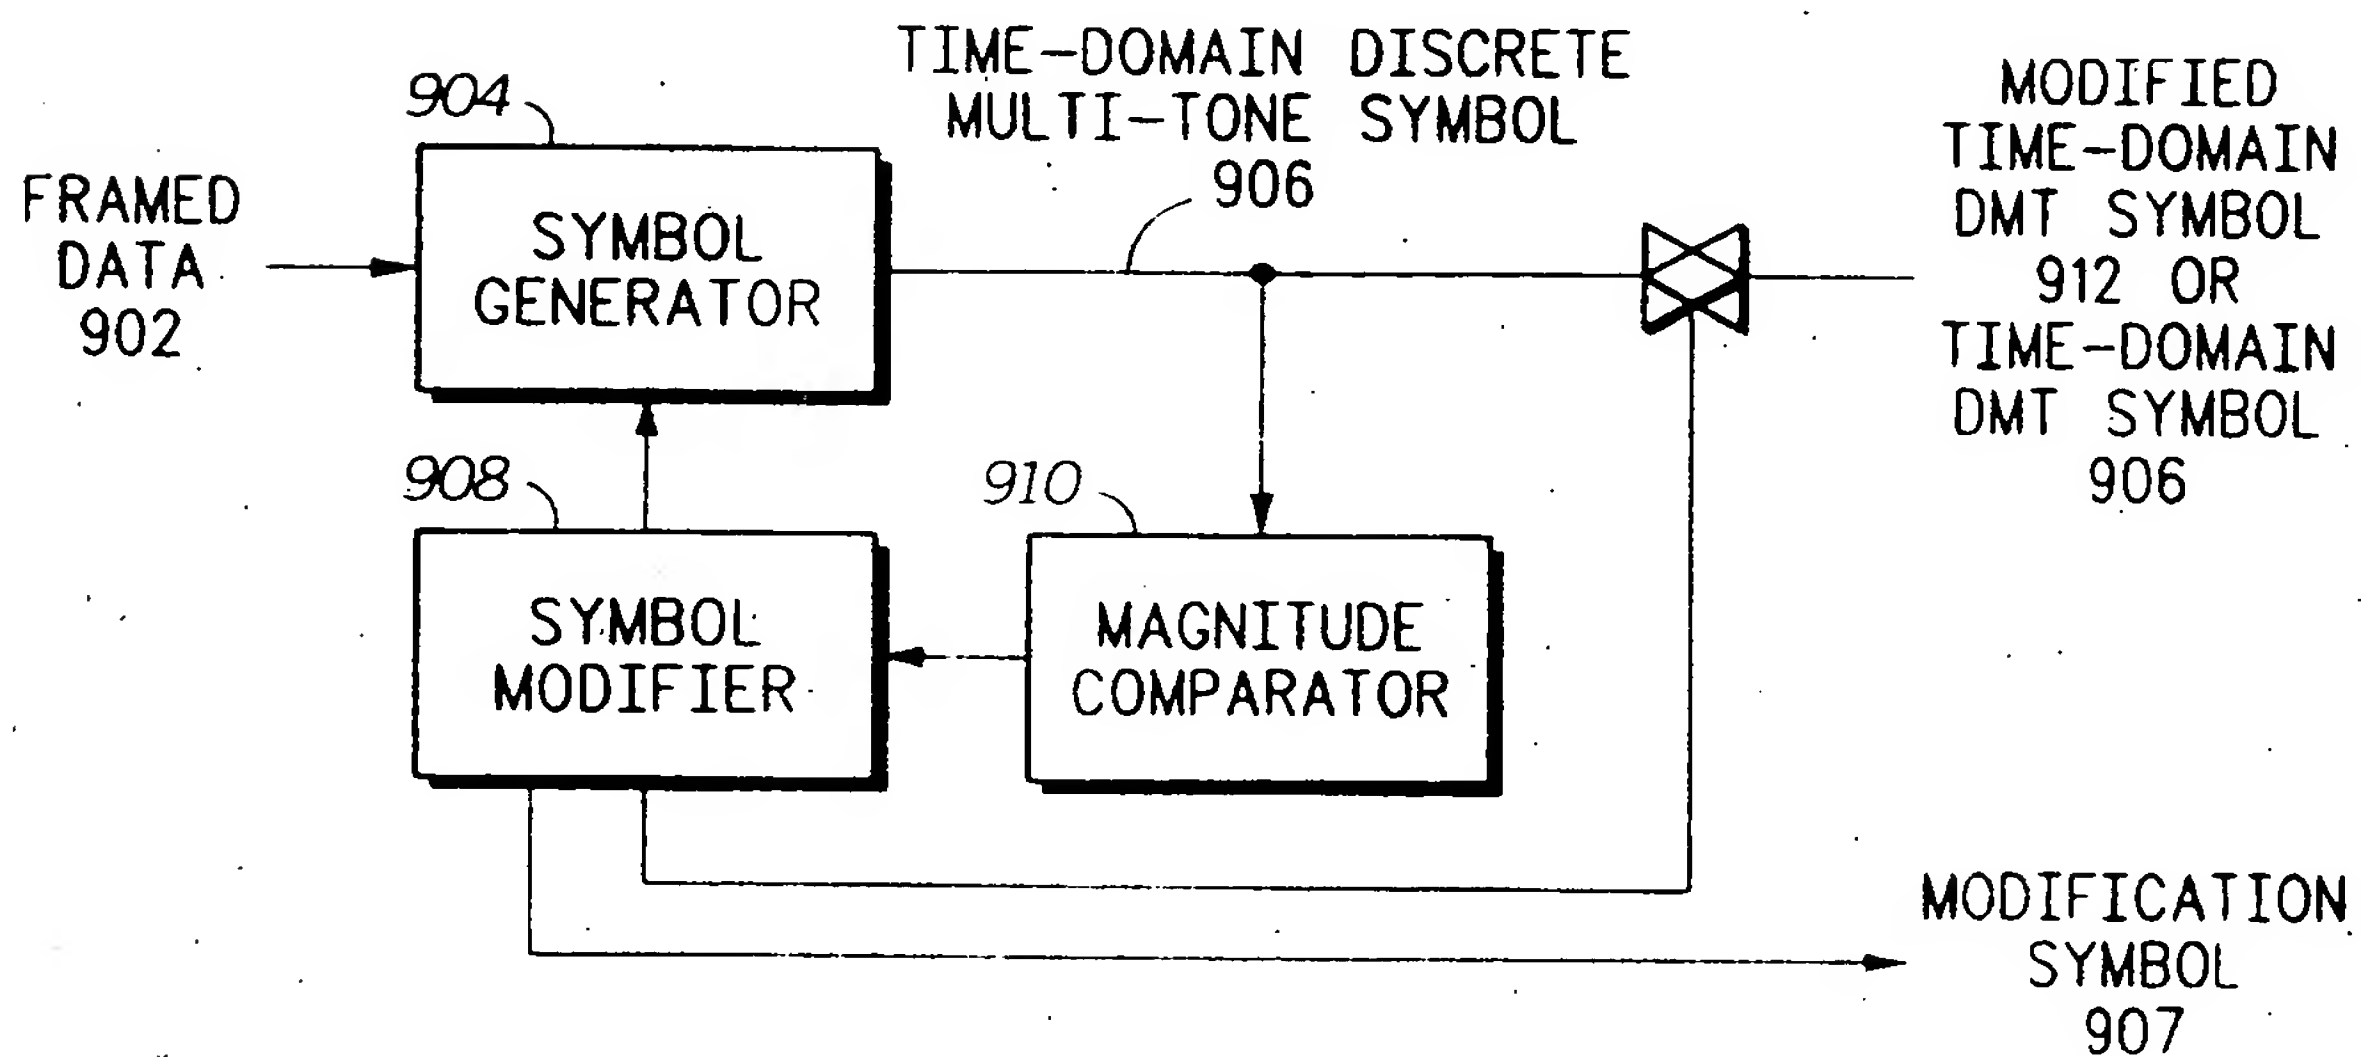 TIME-DOMAIN DISCRETE
MULTI-TONE SYMBOL
906
904
FRAMED
DATA
902
SYMBOL
GENERATOR
MODIFIED
TIME-DOMAIN
DMT SYMBOL
912 OR
TIME-DOMAIN
DMT SYMBOL
906
908
SYMBOL
MODIFIER
910
MAGNITUDE
COMPARATOR
MODIFICATION
SYMBOL
907